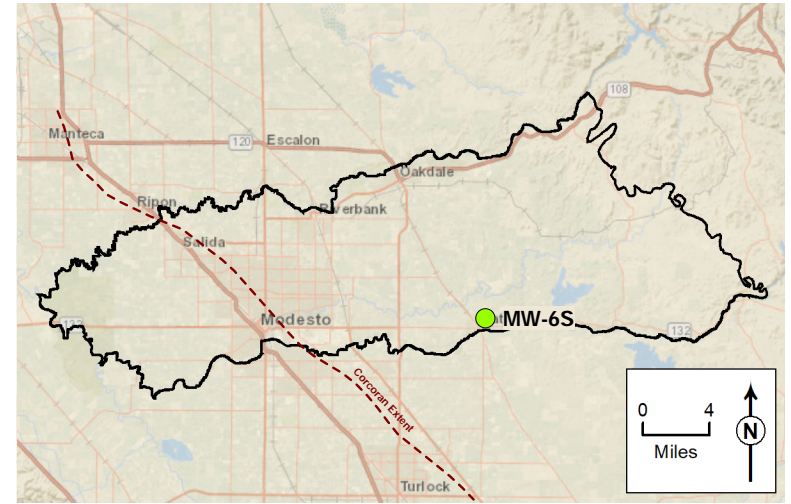 108
Manteca
120
Escalon
Oakdale
Ripon
Riverbank
Salida
MW-6S
132
Modesto
132
Corcoran Extent
0 4
Miles
N
Turlock